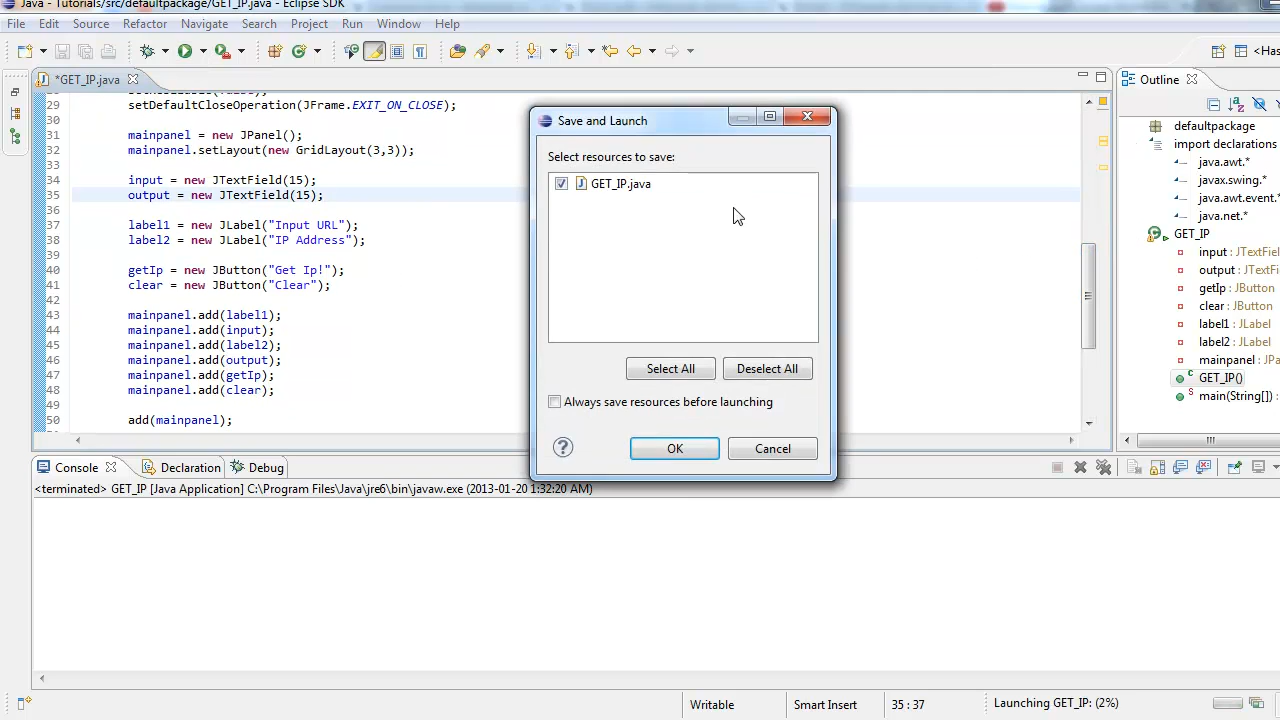 Java - Tutorials/src/defaultpackage/GET_IP.java - Eclipse SDK
File Edit Source Refactor Navigate Search Project Run Window Help
*GET_IP.java
29 setDefaultCloseOperation(JFrame.EXIT_ON_CLOSE);
30
31 mainpanel = new JPanel();
32 mainpanel.setLayout(new GridLayout(3,3));
33
34 input = new JTextField(15);
35 output = new JTextField(15);
36
37 label1 = new JLabel("Input URL");
38 label2 = new JLabel("IP Address");
39
40 getIp = new JButton("Get Ip!");
41 clear = new JButton("Clear");
42
43 mainpanel.add(label1);
44 mainpanel.add(input);
45 mainpanel.add(label2);
46 mainpanel.add(output);
47 mainpanel.add(getIp);
48 mainpanel.add(clear);
49
50 add(mainpanel);
Save and Launch
Select resources to save:
GET_IP.java
Select All Deselect All
Always save resources before launching
OK Cancel
<Has
Outline
defaultpackage
import declarations
java.awt.*
javax.swing.*
java.awt.event.*
java.net.*
GET_IP
input : JTextFiel
output : JTextFi
getIp : JButton
clear : JButton
label1 : JLabel
label2 : JLabel
mainpanel : JPa
GET_IP()
main(String[]) :
Console Declaration Debug
<terminated> GET_IP [Java Application] C:\Program Files\Java\jre6\bin\javaw.exe (2013-01-20 1:32:20 AM)
Writable Smart Insert 35 : 37 Launching GET_IP: (2%)